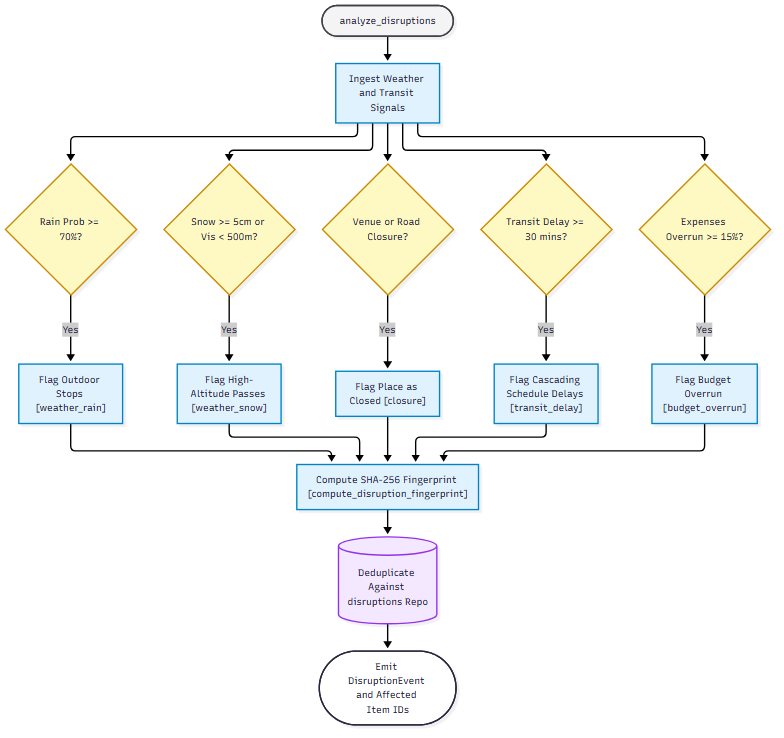 analyze_disruptions
Ingest Weather
and Transit
Signals
Rain Prob >=
70%?
Snow >= 5cm or
Vis < 500m?
Venue or Road
Closure?
Transit Delay >=
30 mins?
Expenses
Overrun >= 15%?
Yes
Yes
Yes
Yes
Yes
Flag Outdoor
Stops
[weather_rain]
Flag High-
Altitude Passes
[weather_snow]
Flag Place as
Closed [closure]
Flag Cascading
Schedule Delays
[transit_delay]
Flag Budget
Overrun
[budget_overrun]
Compute SHA-256 Fingerprint
[compute_disruption_fingerprint]
Deduplicate
Against
disruptions Repo
Emit
DisruptionEvent
and Affected
Item IDs